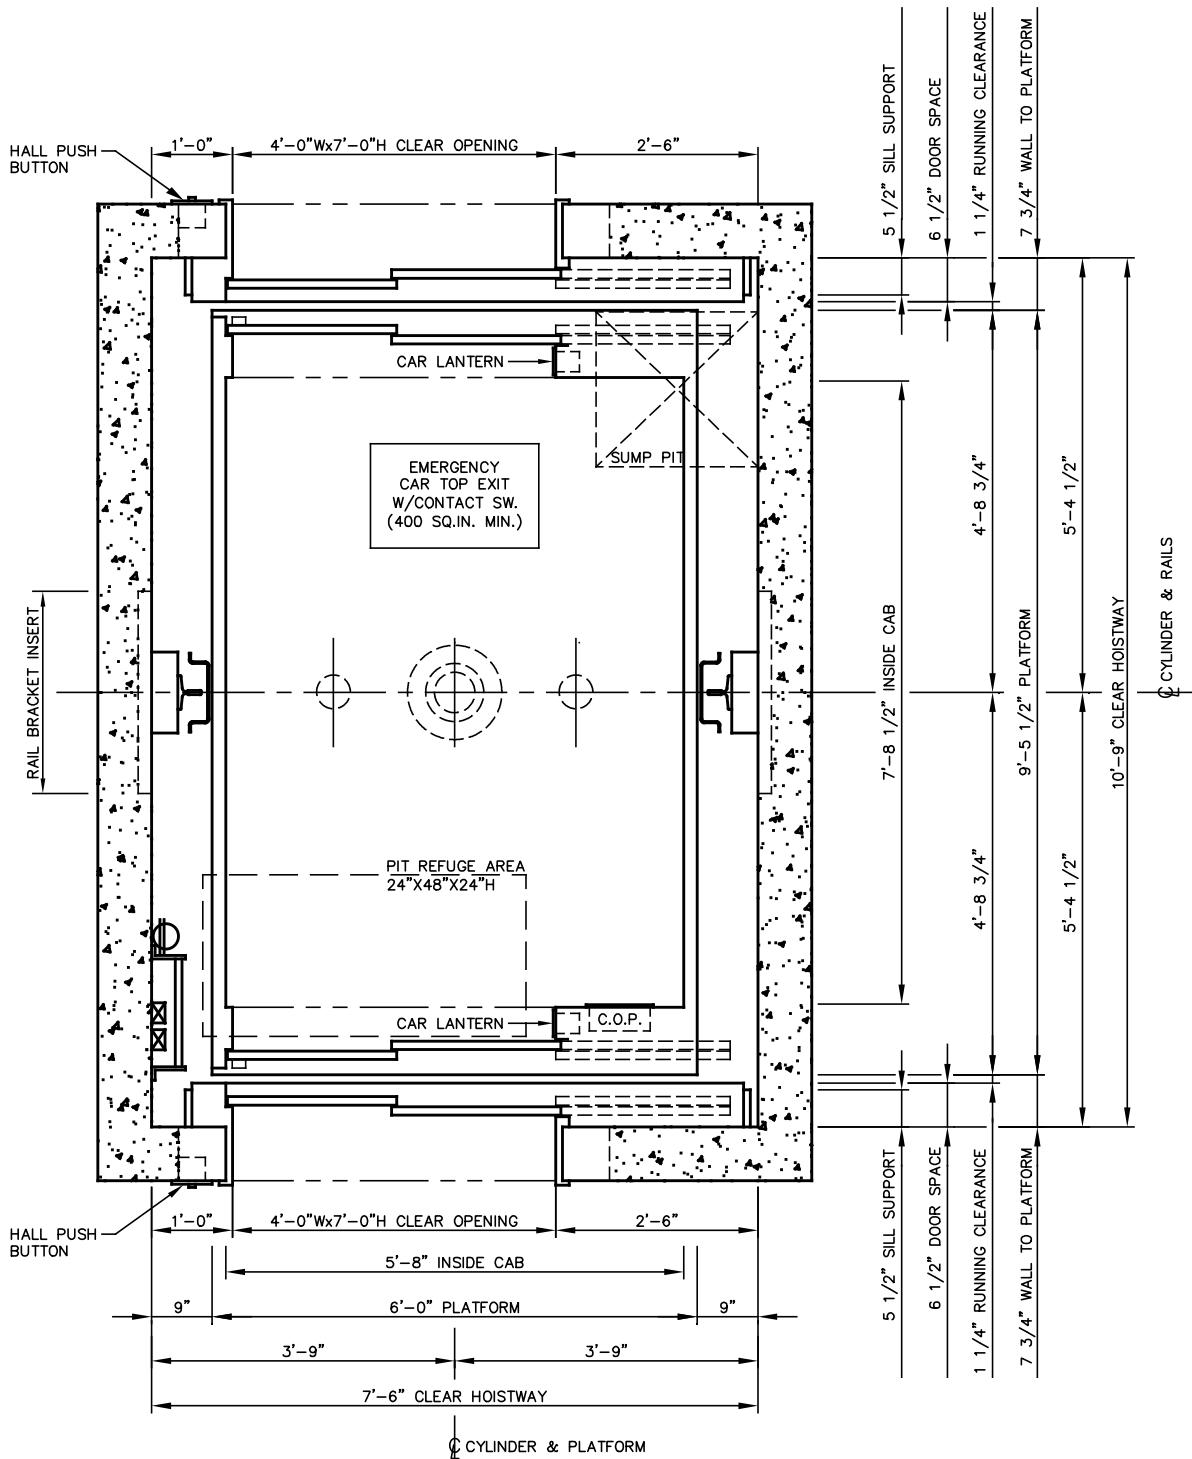 HALL PUSH
BUTTON
1'-0"
4'-0"Wx7'-0"H CLEAR OPENING
2'-6"
5 1/2" SILL SUPPORT
6 1/2" DOOR SPACE
1 1/4" RUNNING CLEARANCE
7 3/4" WALL TO PLATFORM
CAR LANTERN
SUMP PIT
EMERGENCY
CAR TOP EXIT
W/CONTACT SW.
(400 SQ.IN. MIN.)
RAIL BRACKET INSERT
7'-8 1/2" INSIDE CAB
4'-8 3/4"
4'-8 3/4"
9'-5 1/2" PLATFORM
5'-4 1/2"
5'-4 1/2"
10'-9" CLEAR HOISTWAY
℄ CYLINDER & RAILS
PIT REFUGE AREA
24"X48"X24"H
CAR LANTERN
C.O.P.
HALL PUSH
BUTTON
1'-0"
4'-0"Wx7'-0"H CLEAR OPENING
2'-6"
5'-8" INSIDE CAB
9"
6'-0" PLATFORM
9"
3'-9"
3'-9"
7'-6" CLEAR HOISTWAY
℄ CYLINDER & PLATFORM
5 1/2" SILL SUPPORT
6 1/2" DOOR SPACE
1 1/4" RUNNING CLEARANCE
7 3/4" WALL TO PLATFORM